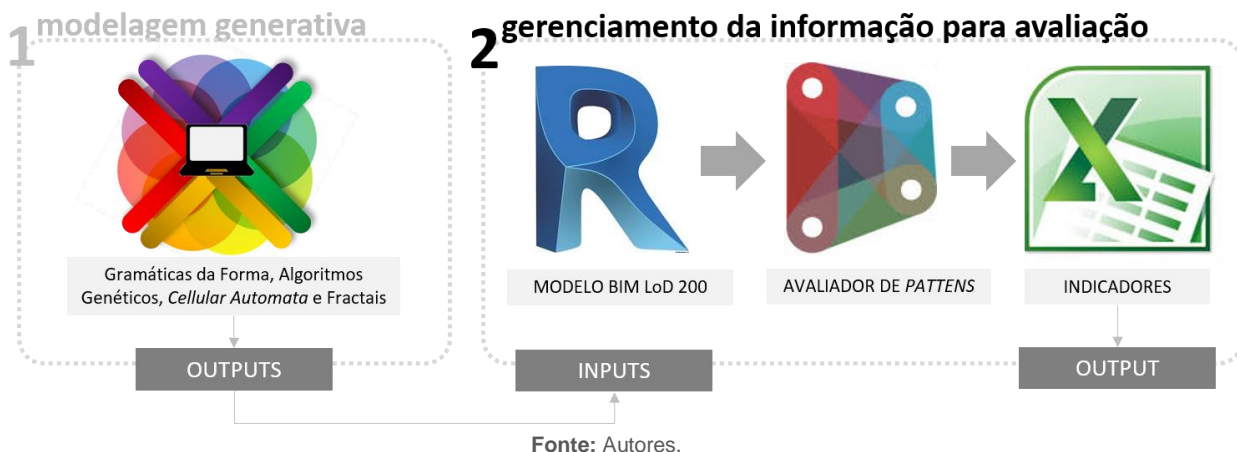 1 modelagem generativa
Gramáticas da Forma, Algoritmos
Genéticos, Cellular Automata e Fractais
OUTPUTS
2 gerenciamento da informação para avaliação
MODELO BIM LoD 200
AVALIADOR DE PATTENS
INDICADORES
INPUTS
OUTPUT
Fonte: Autores.